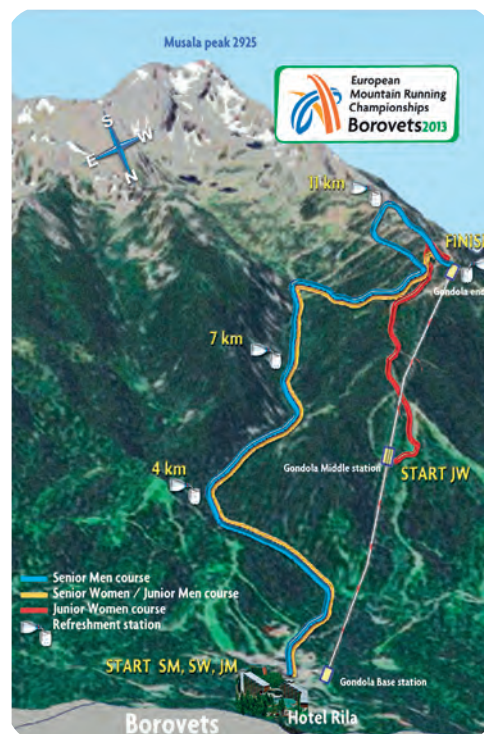 Musala peak 2925
European
Mountain Running
Championships
Borovets2013
S
W
E
N
11 km
FINIS
Gondola en
7 km
4 km
Gondola Middle station
START JW
Senior Men course
Senior Women / Junior Men course
Junior Women course
Refreshment station
START SM, SW, JM
Gondola Base station
Hotel Rila
Borovets